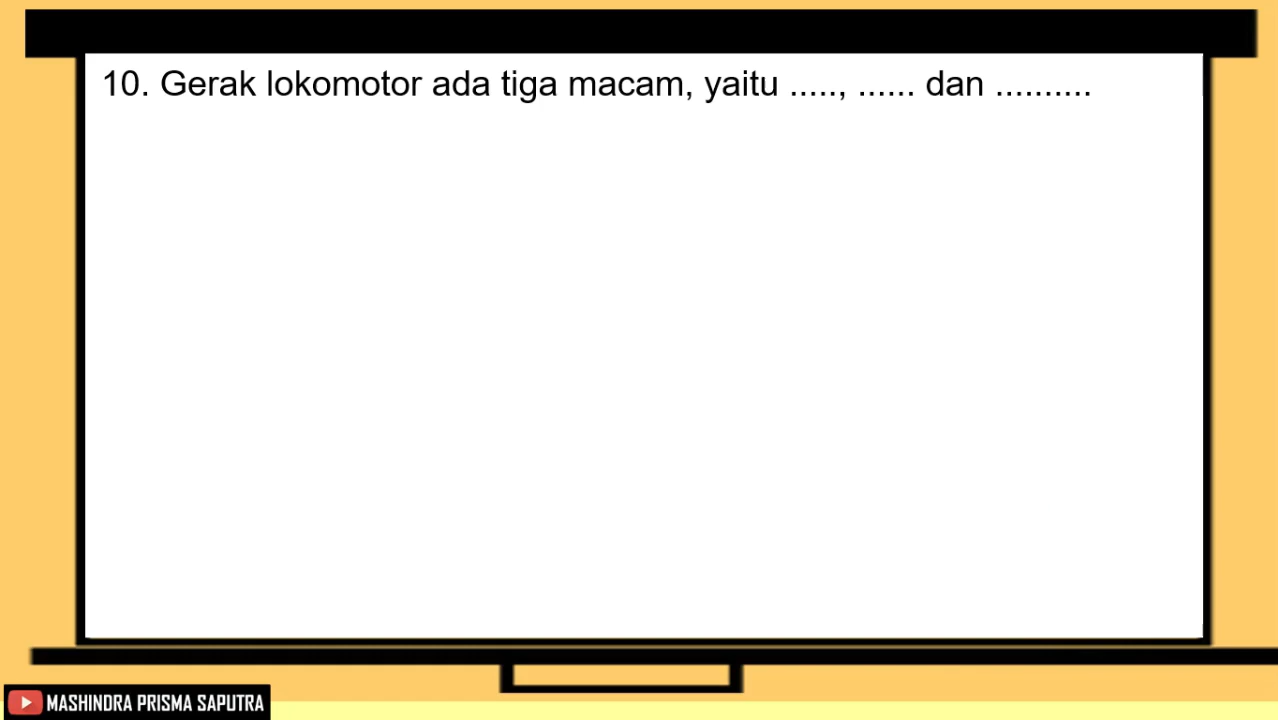 10. Gerak lokomotor ada tiga macam, yaitu ....., ...... dan ..........
MASHINDRA PRISMA SAPUTRA